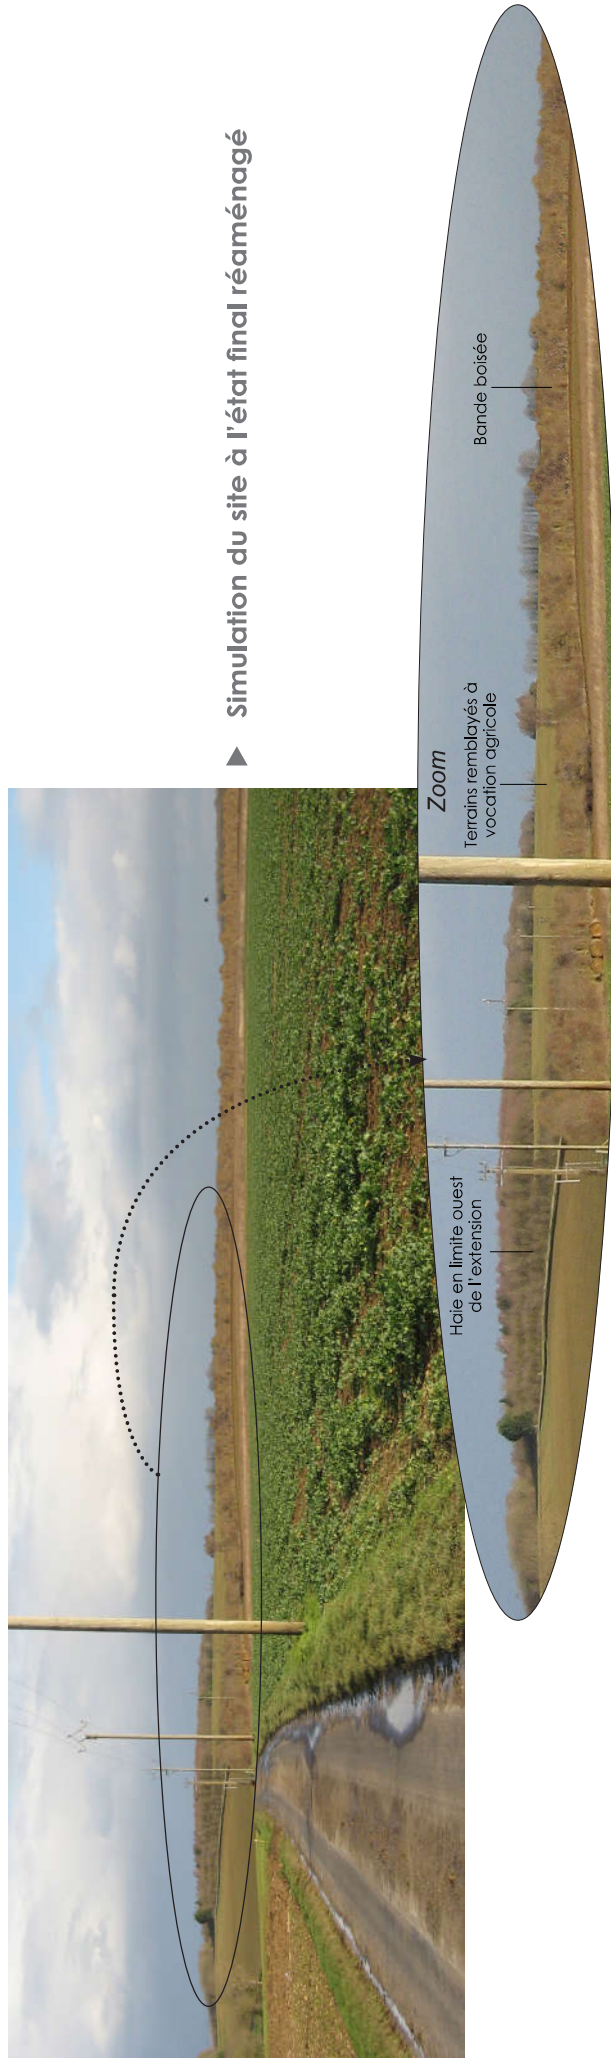 ▶ Simulation du site à l'état final réaménagé
Zoom
Haie en limite ouest
de l'extension
Terrains remblayés à
vocation agricole
Bande boisée